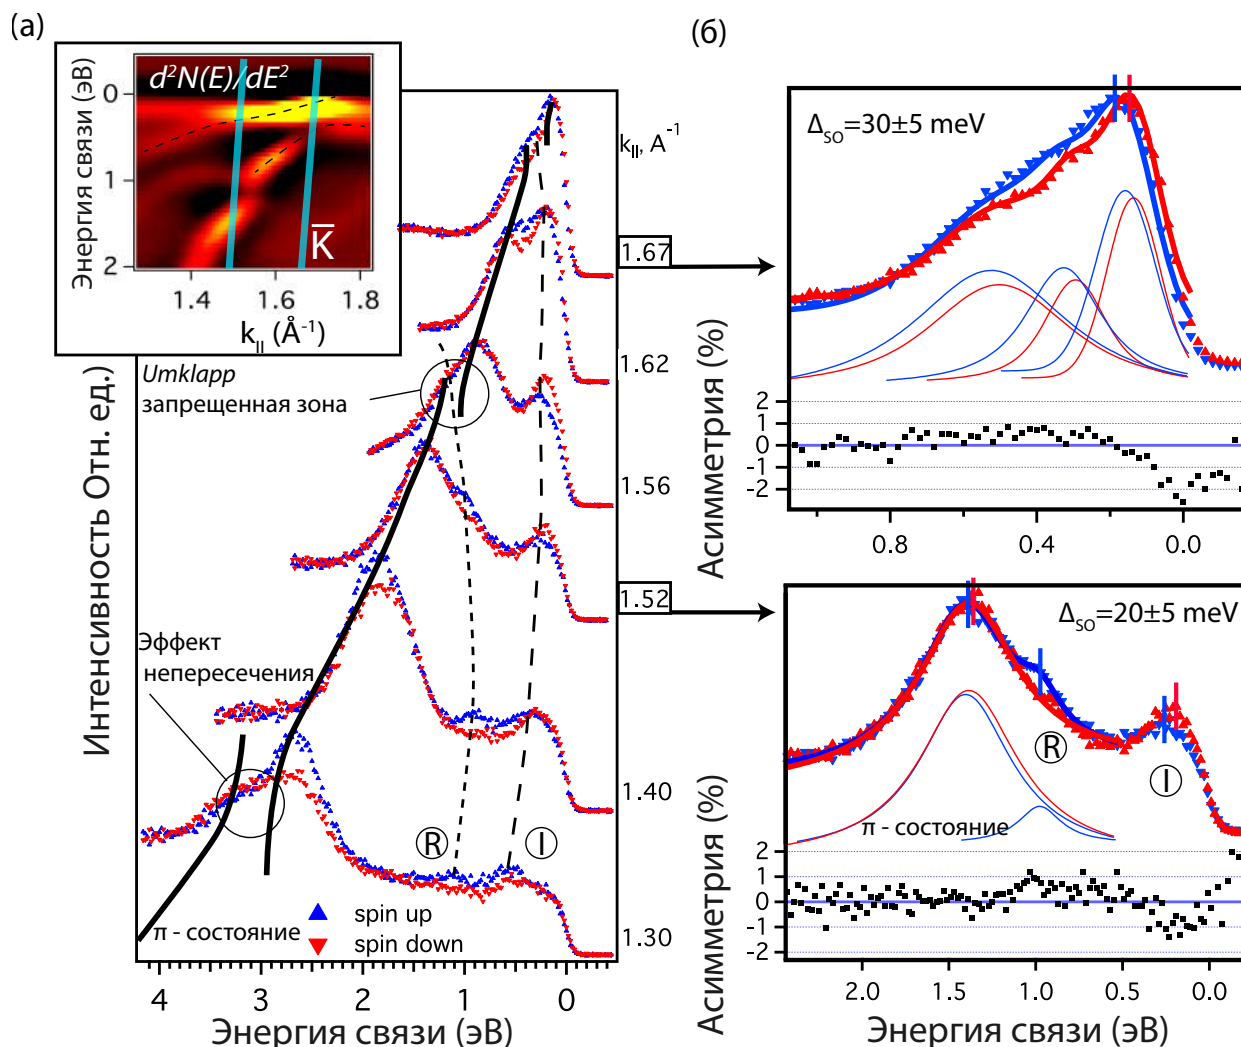 (а)
d²N(E)/dE²
Энергия связи (эВ)
0
1
2
K̅
1.4
1.6
1.8
k|| (Å⁻¹)
k||, A⁻¹
1.67
1.62
1.56
1.52
1.40
1.30
Umklapp
запрещенная зона
Эффект
непересечения
R
I
π - состояние
spin up
spin down
Интенсивность Отн. ед.)
4
3
2
1
0
Энергия связи (эВ)
(б)
Δso=30±5 meV
2
1
0
-1
-2
Асимметрия (%)
0.8
0.4
0.0
Δso=20±5 meV
R
I
π - состояние
2
1
0
-1
-2
Асимметрия (%)
2.0
1.5
1.0
0.5
-0.0
Энергия связи (эВ)